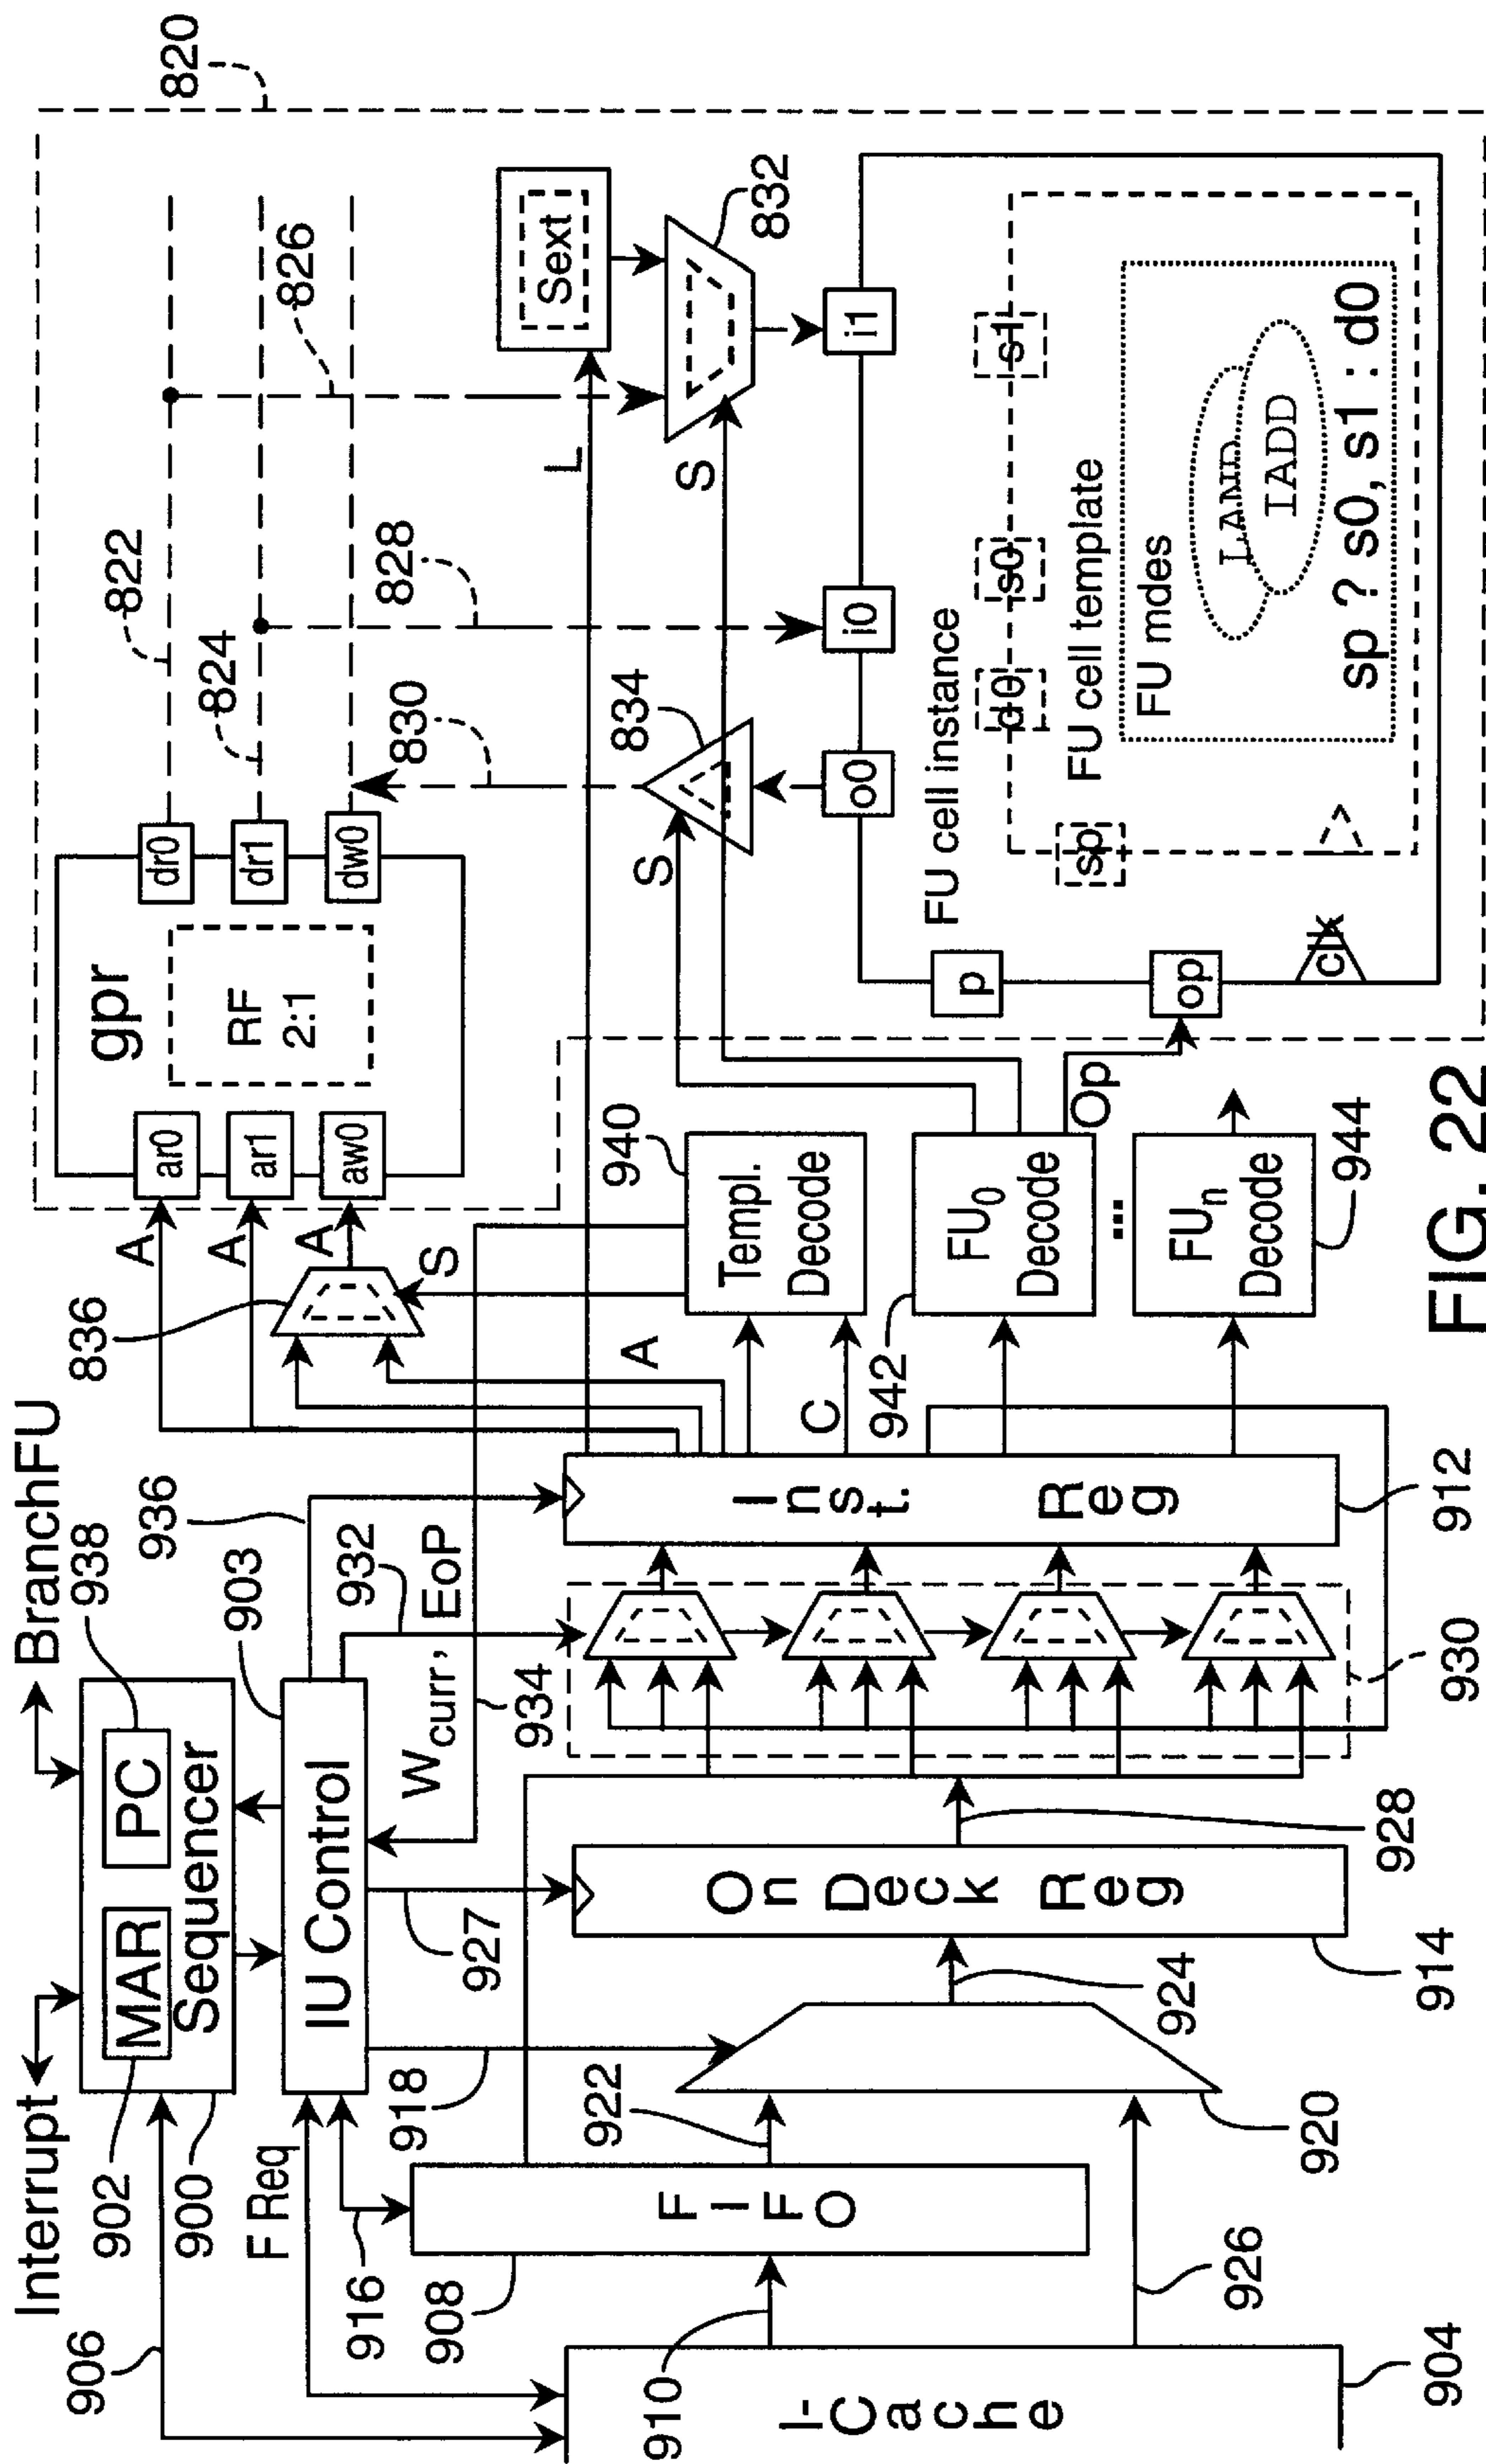 Interrupt
BranchFU
906
902
900
MAR
PC
Sequencer
938
903
936
F Req
IU Control
916
918
927
932
934
W curr, EoP
908
910
FIFO
922
I-Cache
904
926
920
924
On Deck Reg
914
928
930
Inst. Reg
912
836
A
A
A
S
A
C
940
Templ. Decode
942
FU0 Decode
...
FUn Decode
944
Op
820
gpr
RF 2:1
ar0
ar1
aw0
dr0
dr1
dw0
822
824
826
828
830
834
832
L
S
S
Sext
o0
i0
i1
p
op
clk
FU cell instance
sp
d0
s0
s1
FU cell template
FU mdes
LAND
IADD
sp ? s0, s1 : d0
FIG. 22